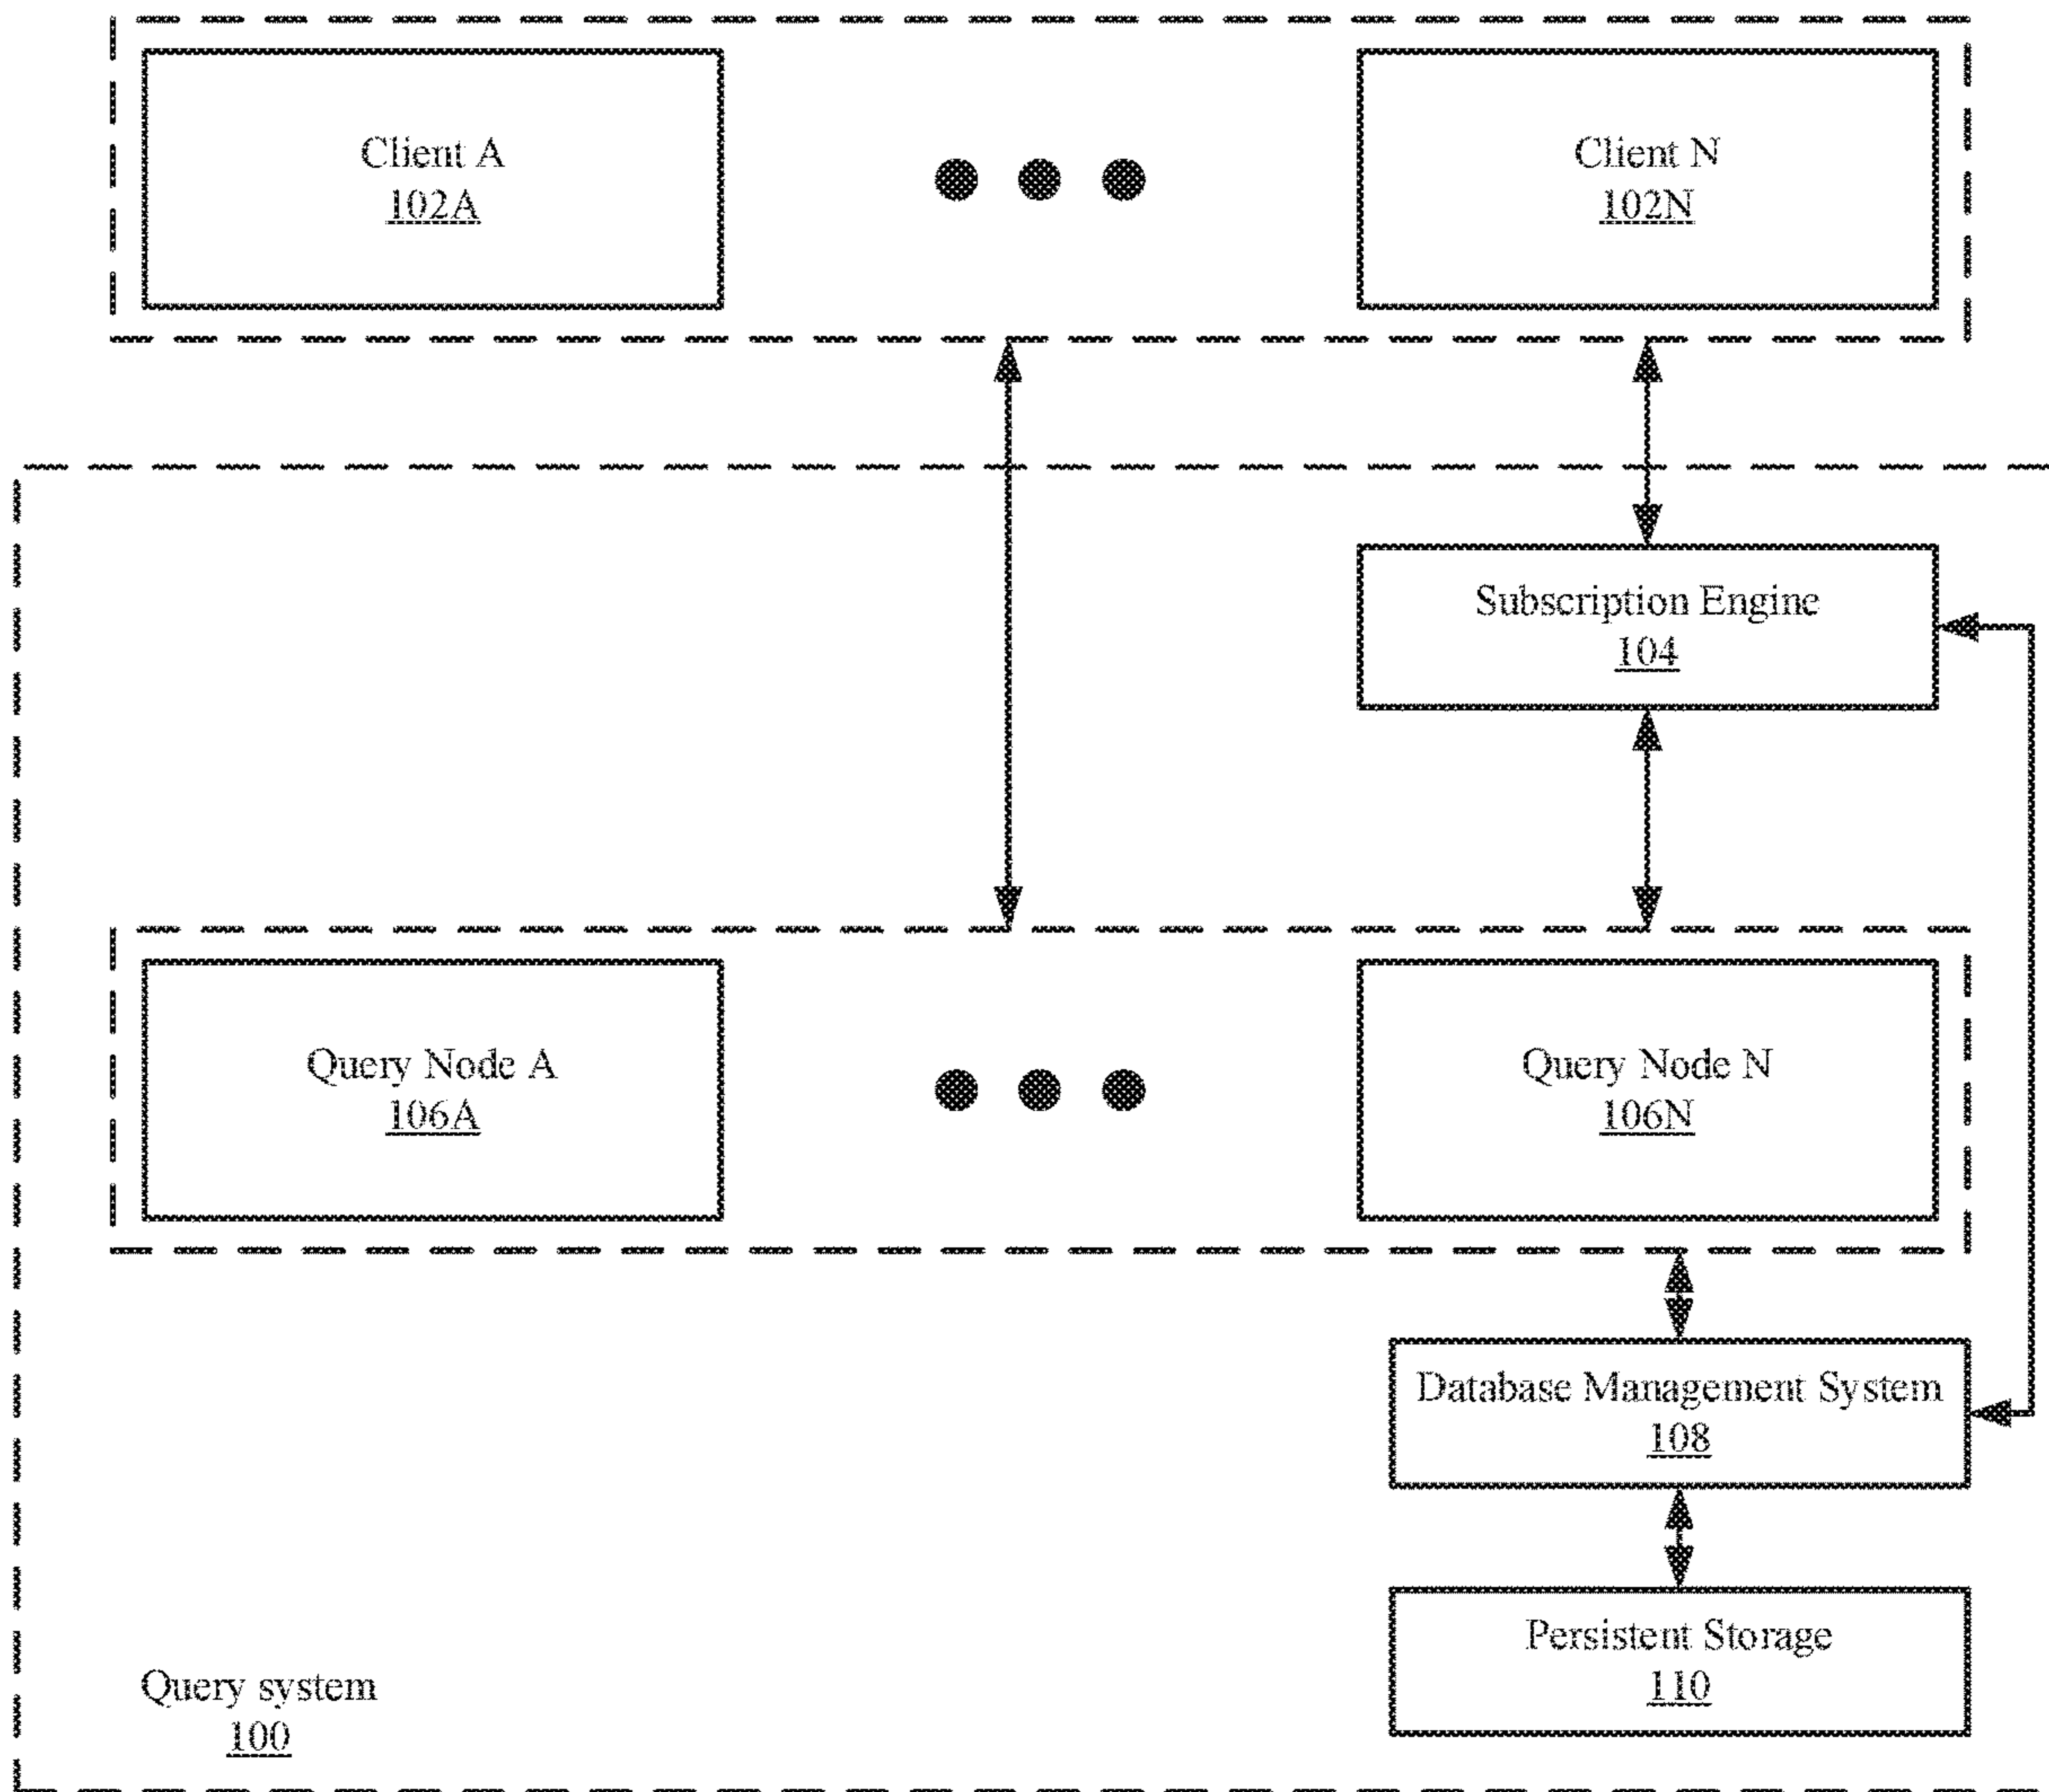 Client A
102A
Client N
102N
Subscription Engine
104
Query Node A
106A
Query Node N
106N
Database Management System
108
Persistent Storage
110
Query system
100